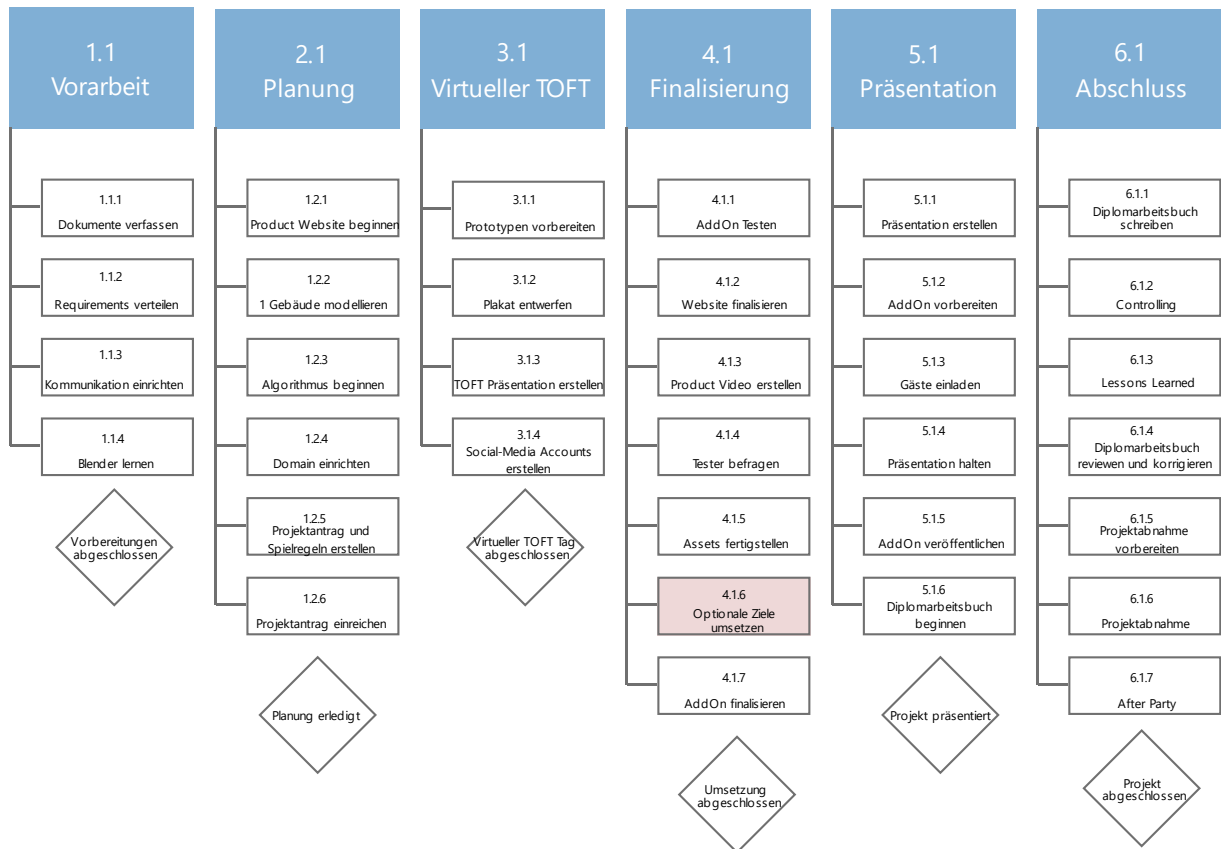 1.1
Vorarbeit
1.1.1
Dokumente verfassen
1.1.2
Requirements verteilen
1.1.3
Kommunikation einrichten
1.1.4
Blender lernen
Vorbereitungen
abgeschlossen
2.1
Planung
1.2.1
Product Website beginnen
1.2.2
1 Gebäude modellieren
1.2.3
Algorithmus beginnen
1.2.4
Domain einrichten
1.2.5
Projektantrag und
Spielregeln erstellen
1.2.6
Projektantrag einreichen
Planung erledigt
3.1
Virtueller TOFT
3.1.1
Prototypen vorbereiten
3.1.2
Plakat entwerfen
3.1.3
TOFT Präsentation erstellen
3.1.4
Social-Media Accounts
erstellen
Virtueller TOFT Tag
abgeschlossen
4.1
Finalisierung
4.1.1
AddOn Testen
4.1.2
Website finalisieren
4.1.3
Product Video erstellen
4.1.4
Tester befragen
4.1.5
Assets fertigstellen
4.1.6
Optionale Ziele
umsetzen
4.1.7
AddOn finalisieren
Umsetzung
abgeschlossen
5.1
Präsentation
5.1.1
Präsentation erstellen
5.1.2
AddOn vorbereiten
5.1.3
Gäste einladen
5.1.4
Präsentation halten
5.1.5
AddOn veröffentlichen
5.1.6
Diplomarbeitsbuch
beginnen
Projekt präsentiert
6.1
Abschluss
6.1.1
Diplomarbeitsbuch
schreiben
6.1.2
Controlling
6.1.3
Lessons Learned
6.1.4
Diplomarbeitsbuch
reviewen und korrigieren
6.1.5
Projektabnahme
vorbereiten
6.1.6
Projektabnahme
6.1.7
After Party
Projekt
abgeschlossen